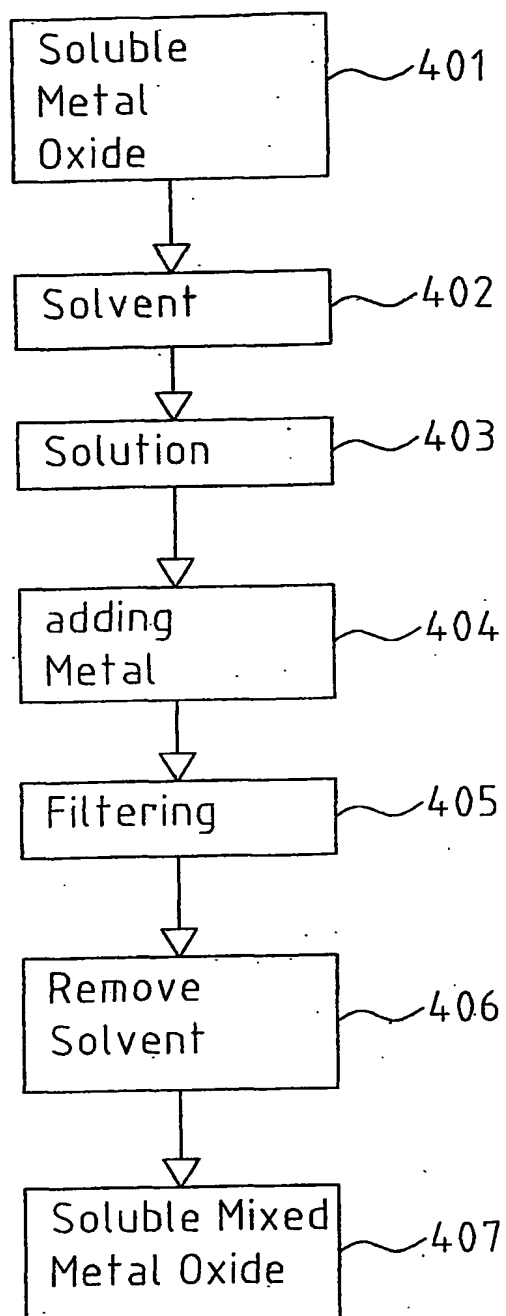 Soluble
Metal
Oxide
401
Solvent
402
Solution
403
adding
Metal
404
Filtering
405
Remove
Solvent
406
Soluble Mixed
Metal Oxide
407